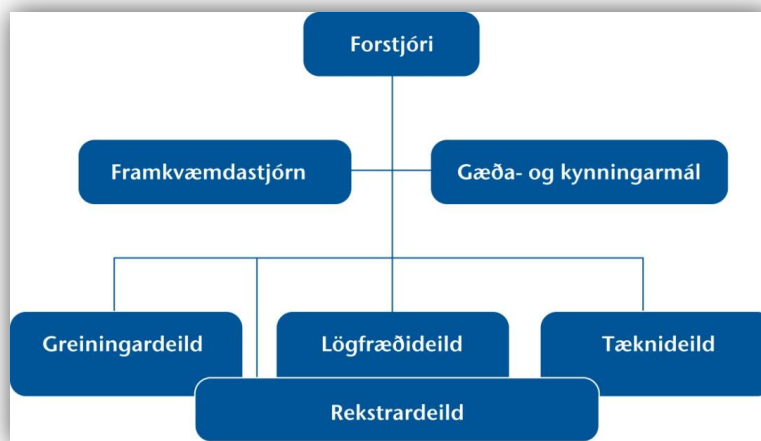 Forstjóri
Framkvæmdastjórn
Gæða- og kynningarmál
Greiningardeild
Lögfræðideild
Tæknideild
Rekstrardeild